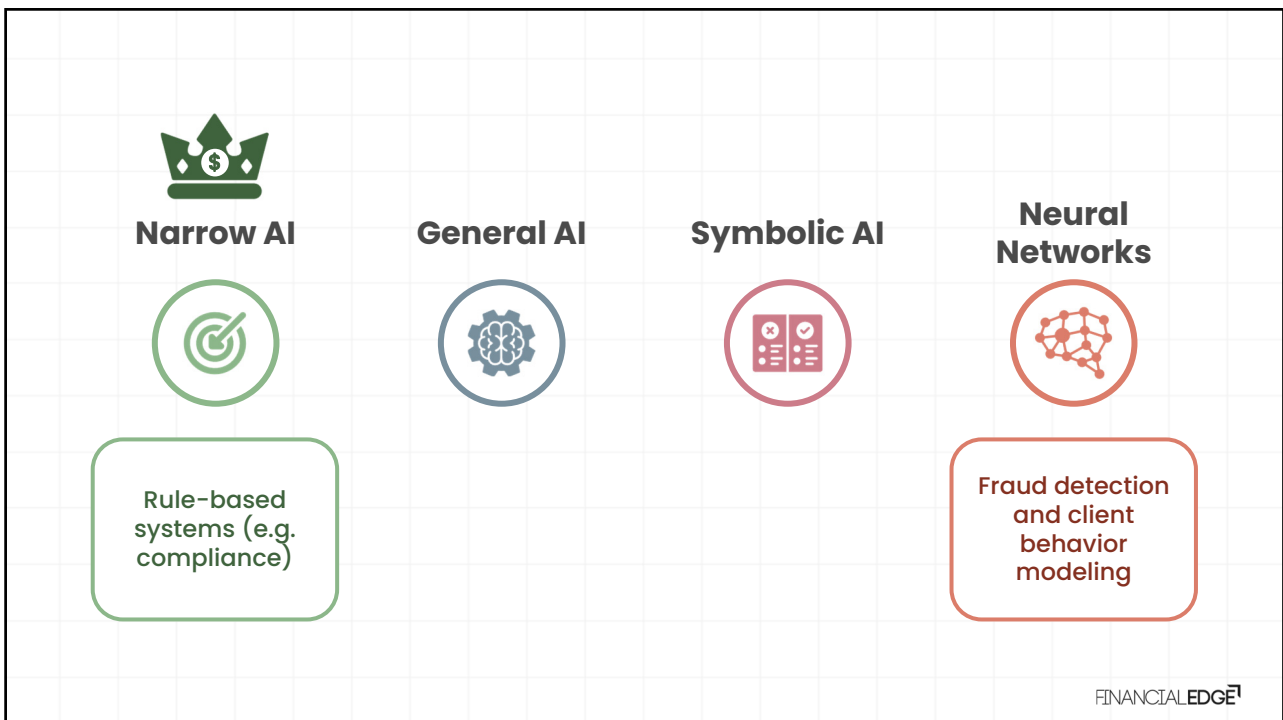 $
Narrow AI
General AI
Symbolic AI
Neural
Networks
Rule-based
systems (e.g.
compliance)
Fraud detection
and client
behavior
modeling
FINANCIALEDGE